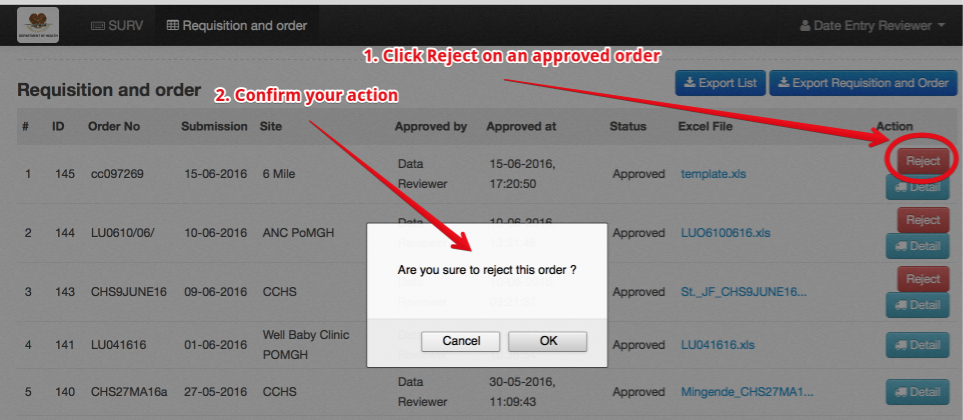 DEPARTMENT OF HEALTH
SURV
Requisition and order
Date Entry Reviewer
1. Click Reject on an approved order
Requisition and order
2. Confirm your action
Export List
Export Requisition and Order
# ID Order No Submission Site Approved by Approved at Status Excel File Action
1 145 cc097269 15-06-2016 6 Mile Data Reviewer 15-06-2016, 17:20:50 Approved template.xls Reject Detail
2 144 LU0610/06/ 10-06-2016 ANC PoMGH Data 10-06-2016 Approved LUO6100616.xls Reject Detail
3 143 CHS9JUNE16 09-06-2016 CCHS Approved St._JF_CHS9JUNE16... Reject Detail
4 141 LU041616 01-06-2016 Well Baby Clinic POMGH Approved LU041616.xls Detail
5 140 CHS27MA16a 27-05-2016 CCHS Data Reviewer 30-05-2016, 11:09:43 Approved Mingende_CHS27MA1... Detail
Are you sure to reject this order ?
Cancel
OK